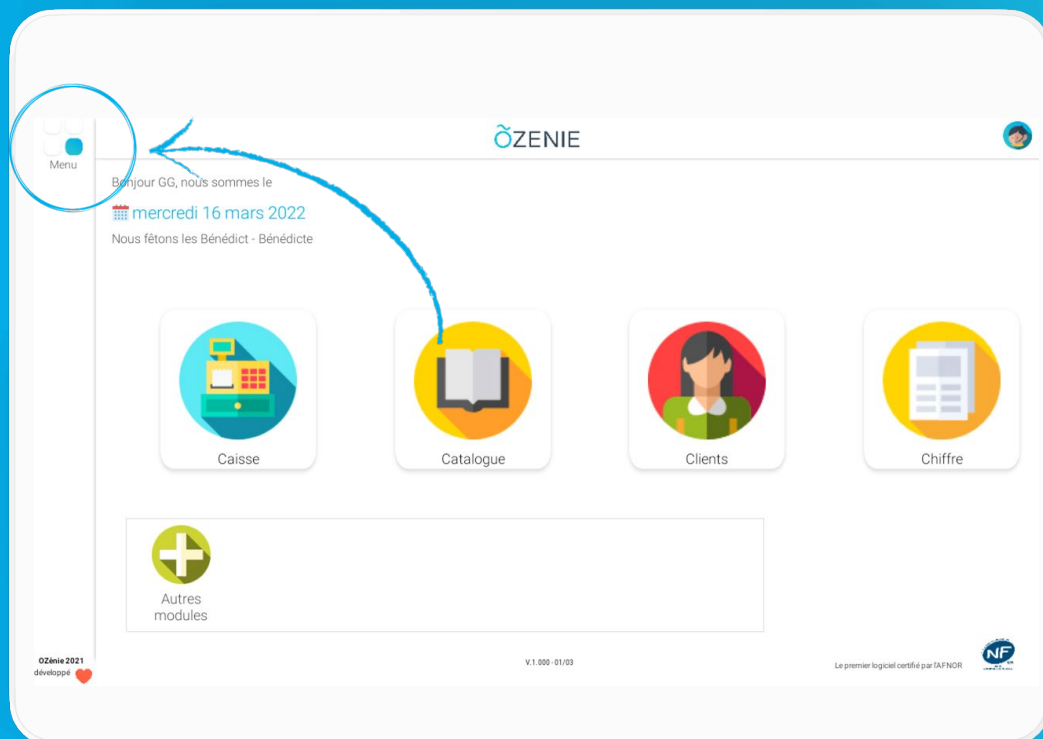 Menu
ÕZENIE
Bonjour GG, nous sommes le
mercredi 16 mars 2022
Nous fêtons les Bénédict - Bénédicte
Caisse
Catalogue
Clients
Chiffre
Autres
modules
OZènie 2021
développé
V.1.000 - 01/03
Le premier logiciel certifié par l'AFNOR
NF